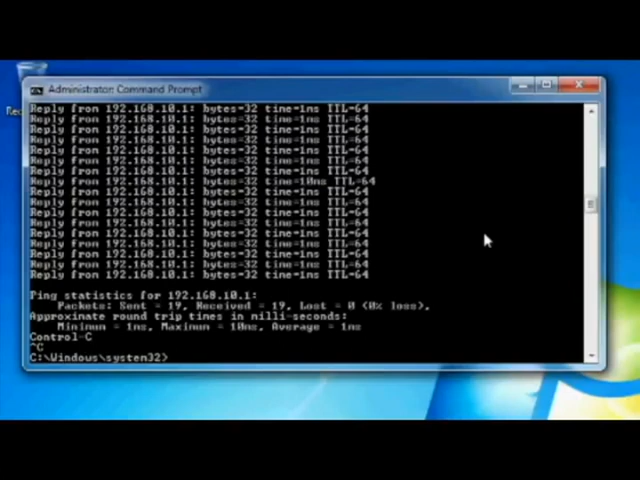 Administrator: Command Prompt
Rec
Reply from 192.168.10.1: bytes=32 time=1ms TTL=64
Reply from 192.168.10.1: bytes=32 time=1ms TTL=64
Reply from 192.168.10.1: bytes=32 time=1ms TTL=64
Reply from 192.168.10.1: bytes=32 time=1ms TTL=64
Reply from 192.168.10.1: bytes=32 time=1ms TTL=64
Reply from 192.168.10.1: bytes=32 time=1ms TTL=64
Reply from 192.168.10.1: bytes=32 time=1ms TTL=64
Reply from 192.168.10.1: bytes=32 time=10ms TTL=64
Reply from 192.168.10.1: bytes=32 time=1ms TTL=64
Reply from 192.168.10.1: bytes=32 time=1ms TTL=64
Reply from 192.168.10.1: bytes=32 time=1ms TTL=64
Reply from 192.168.10.1: bytes=32 time=1ms TTL=64
Reply from 192.168.10.1: bytes=32 time=1ms TTL=64
Reply from 192.168.10.1: bytes=32 time=1ms TTL=64
Reply from 192.168.10.1: bytes=32 time=1ms TTL=64
Reply from 192.168.10.1: bytes=32 time=1ms TTL=64
Reply from 192.168.10.1: bytes=32 time=1ms TTL=64
Ping statistics for 192.168.10.1:
Packets: Sent = 19, Received = 19, Lost = 0 (0% loss),
Approximate round trip times in milli-seconds:
Minimum = 1ms, Maximum = 10ms, Average = 1ms
Control-C
^C
C:\Windows\system32>